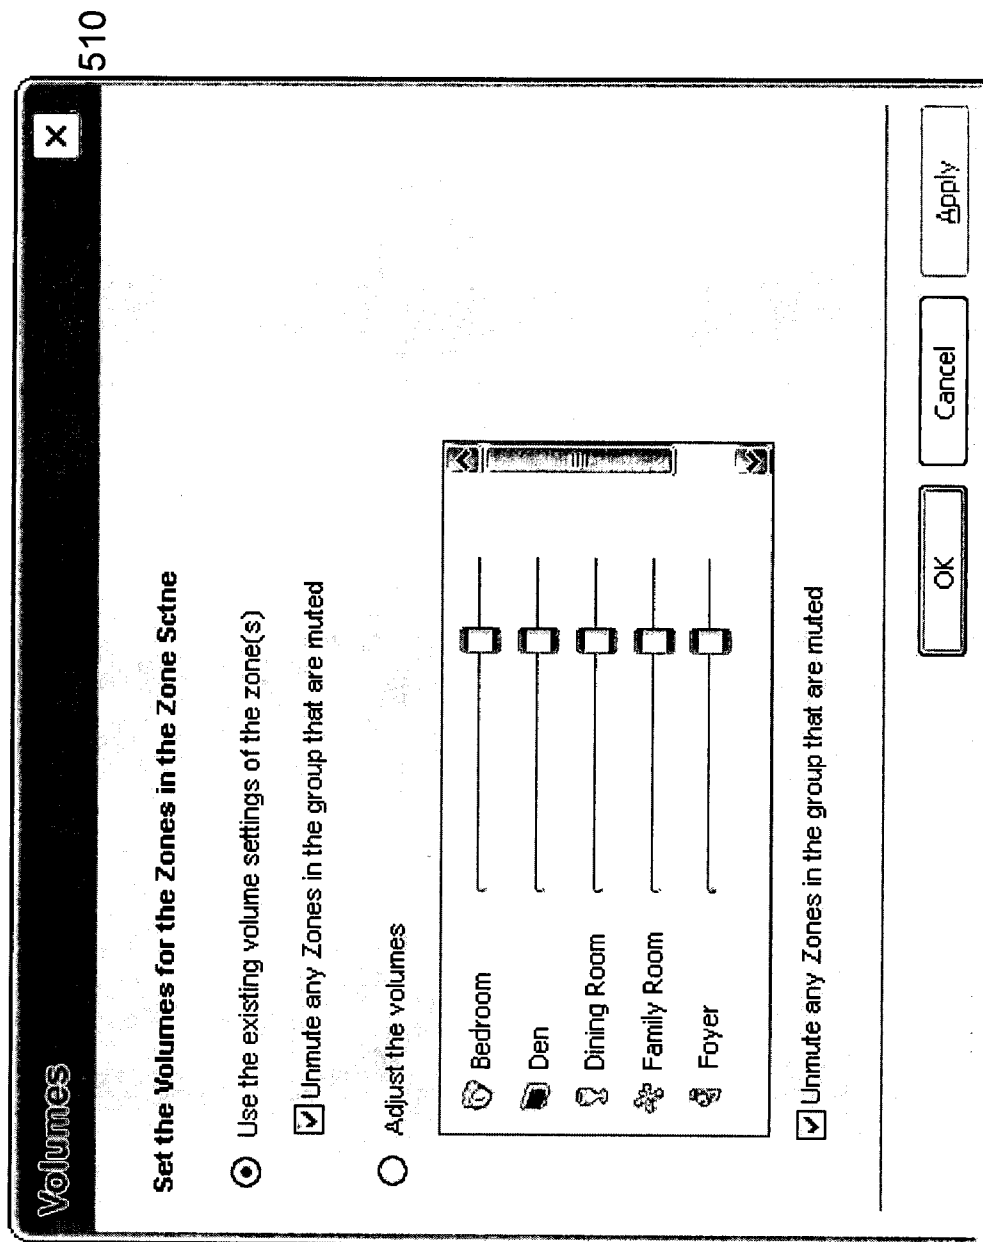 510
Volumes
X
Set the Volumes for the Zones in the Zone Sctne
Use the existing volume settings of the zone(s)
Unmute any Zones in the group that are muted
Adjust the volumes
Bedroom
Den
Dining Room
Family Room
Foyer
Unmute any Zones in the group that are muted
OK
Cancel
Apply